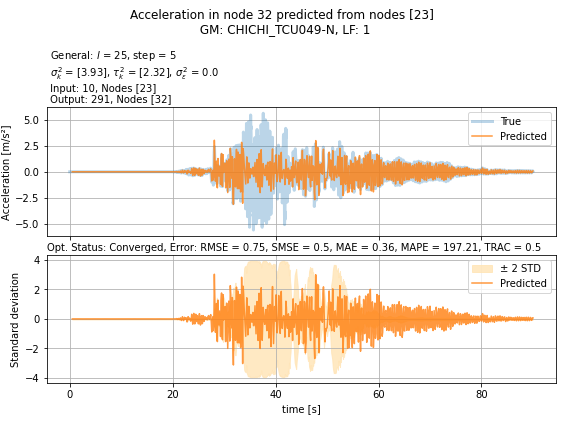 Acceleration in node 32 predicted from nodes [23]
GM: CHICHI_TCU049-N, LF: 1
General: l = 25, step = 5
σ²ₖ = [3.93], τ²ₖ = [2.32], σ²ε = 0.0
Input: 10, Nodes [23]
Output: 291, Nodes [32]
5.0
2.5
0.0
−2.5
−5.0
Acceleration [m/s²]
True
Predicted
Opt. Status: Converged, Error: RMSE = 0.75, SMSE = 0.5, MAE = 0.36, MAPE = 197.21, TRAC = 0.5
4
2
0
−2
−4
Standard deviation
± 2 STD
Predicted
0 20 40 60 80
time [s]